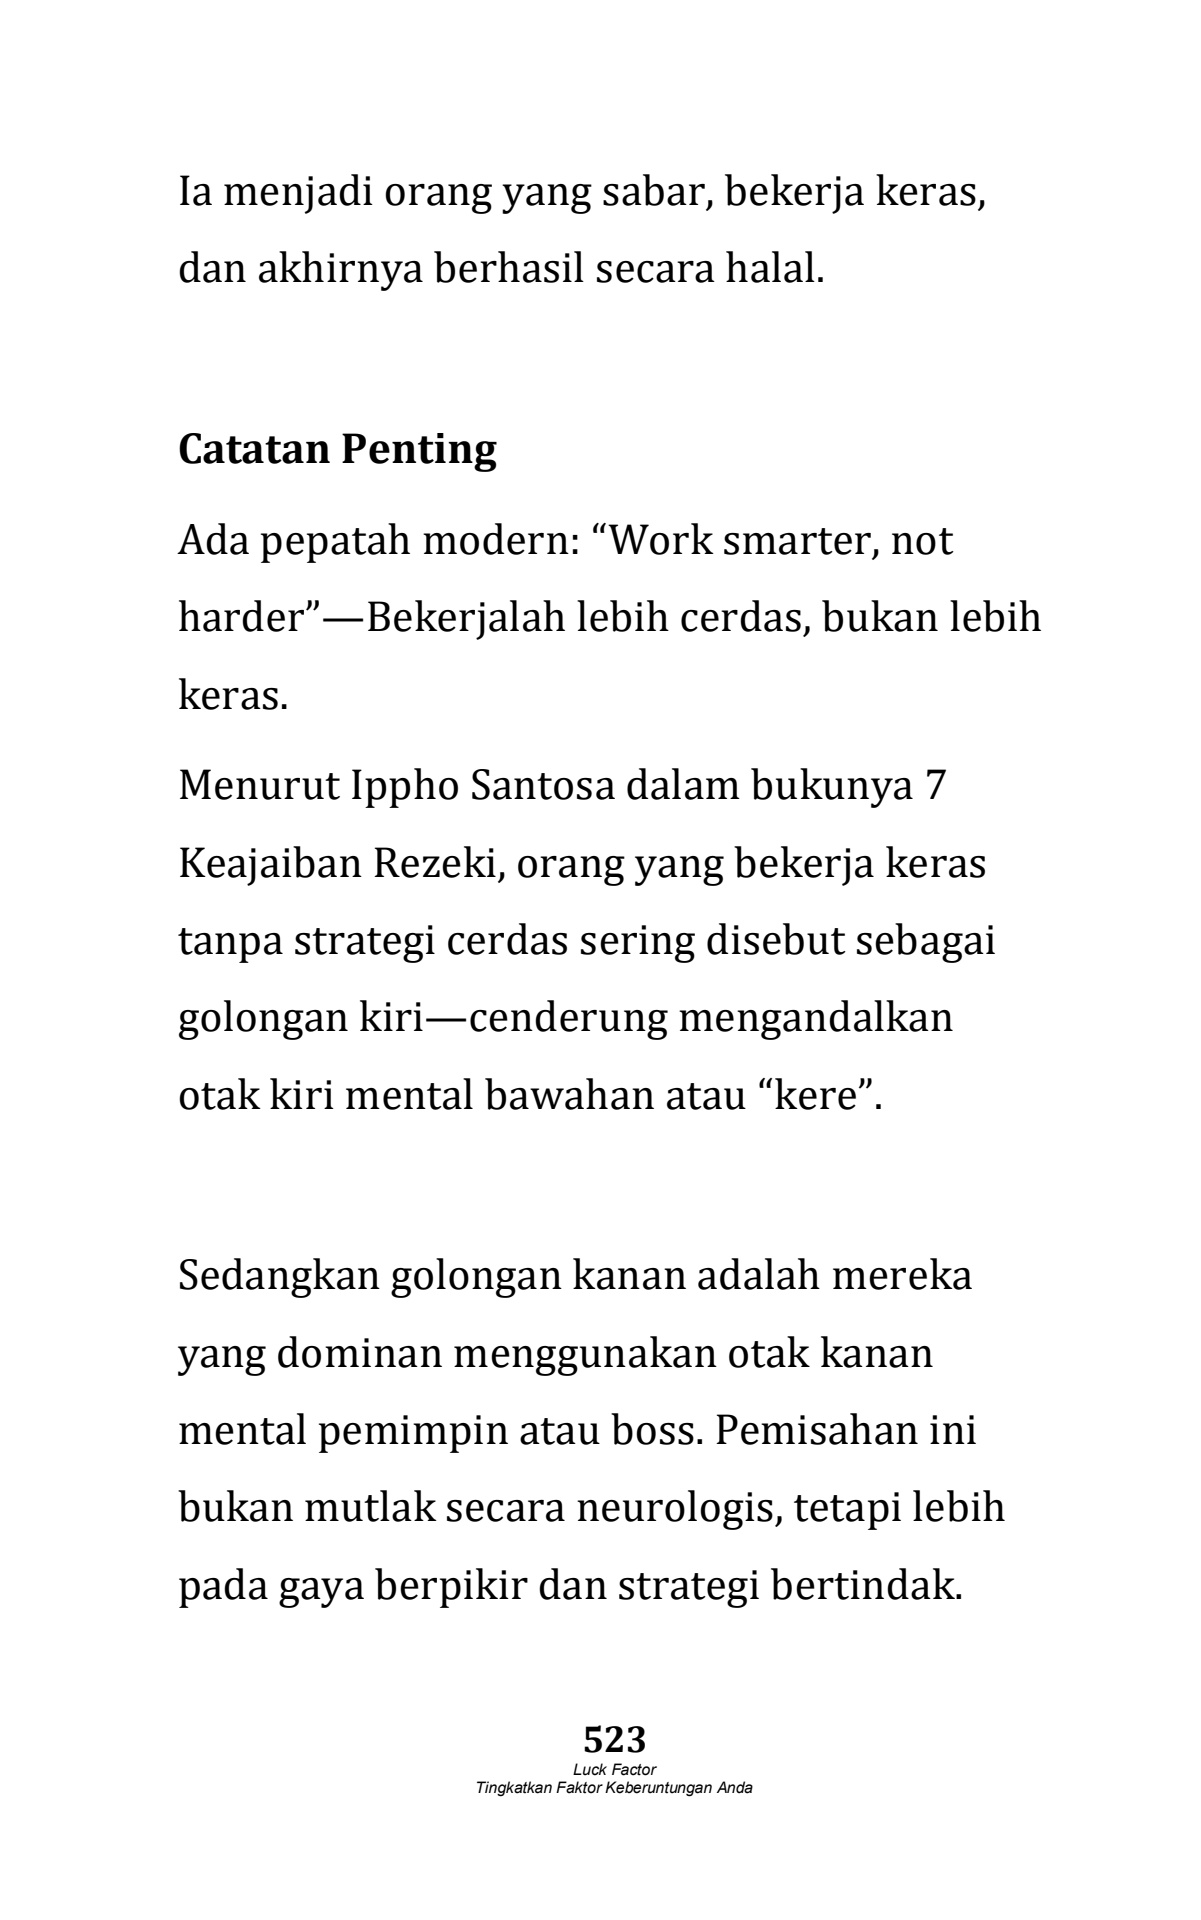 Ia menjadi orang yang sabar, bekerja keras,
dan akhirnya berhasil secara halal.
Catatan Penting
Ada pepatah modern: “Work smarter, not
harder”—Bekerjalah lebih cerdas, bukan lebih
keras.
Menurut Ippho Santosa dalam bukunya 7
Keajaiban Rezeki, orang yang bekerja keras
tanpa strategi cerdas sering disebut sebagai
golongan kiri—cenderung mengandalkan
otak kiri mental bawahan atau “kere”.
Sedangkan golongan kanan adalah mereka
yang dominan menggunakan otak kanan
mental pemimpin atau boss. Pemisahan ini
bukan mutlak secara neurologis, tetapi lebih
pada gaya berpikir dan strategi bertindak.
523
Luck Factor
Tingkatkan Faktor Keberuntungan Anda